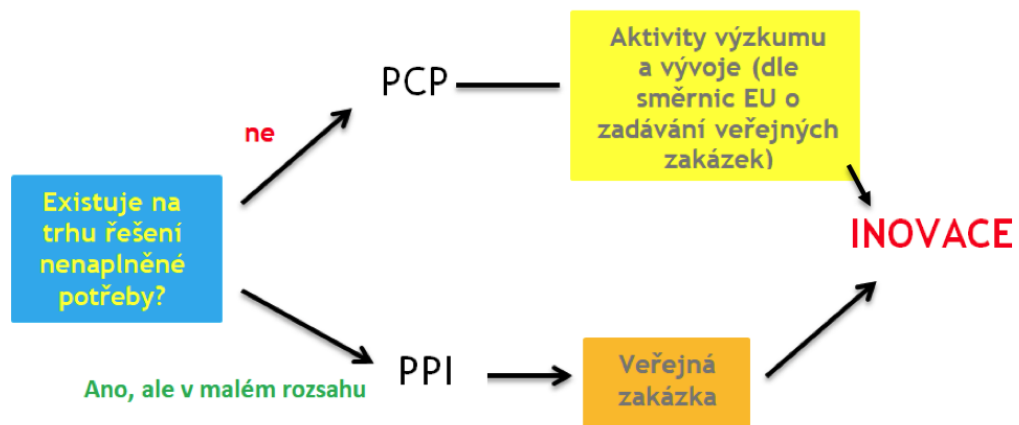 Existuje na
trhu řešení
nenaplněné
potřeby?
ne
PCP
Aktivity výzkumu
a vývoje (dle
směrnic EU o
zadávání veřejných
zakázek)
Ano, ale v malém rozsahu
PPI
Veřejná
zakázka
INOVACE